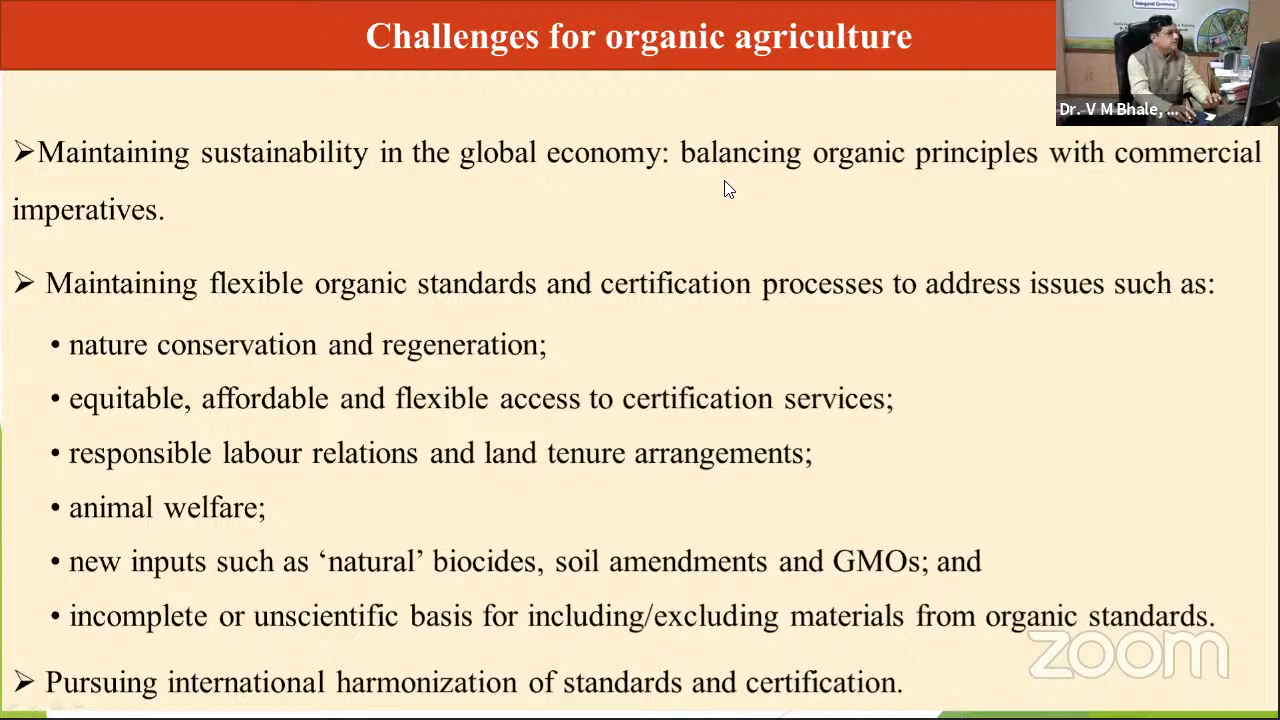 Challenges for organic agriculture
Inaugural Ceremony
Dr. V M Bhale, ...
➢Maintaining sustainability in the global economy: balancing organic principles with commercial
imperatives.
➢ Maintaining flexible organic standards and certification processes to address issues such as:
• nature conservation and regeneration;
• equitable, affordable and flexible access to certification services;
• responsible labour relations and land tenure arrangements;
• animal welfare;
• new inputs such as ‘natural’ biocides, soil amendments and GMOs; and
• incomplete or unscientific basis for including/excluding materials from organic standards.
zoom
➢ Pursuing international harmonization of standards and certification.